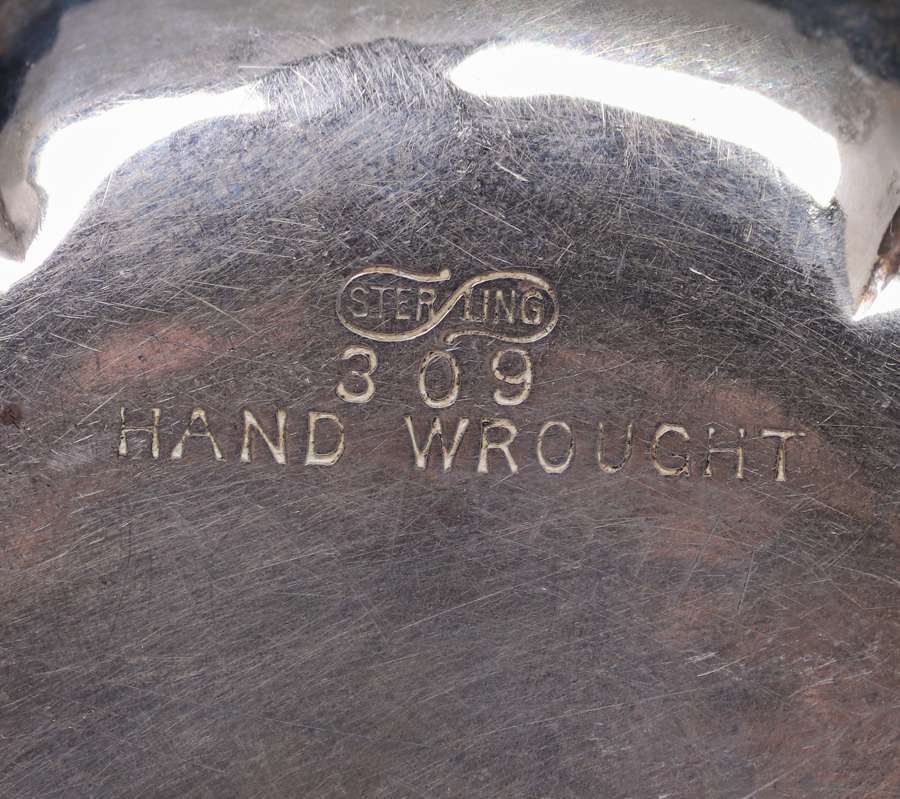 STERLING
309
HAND WROUGHT